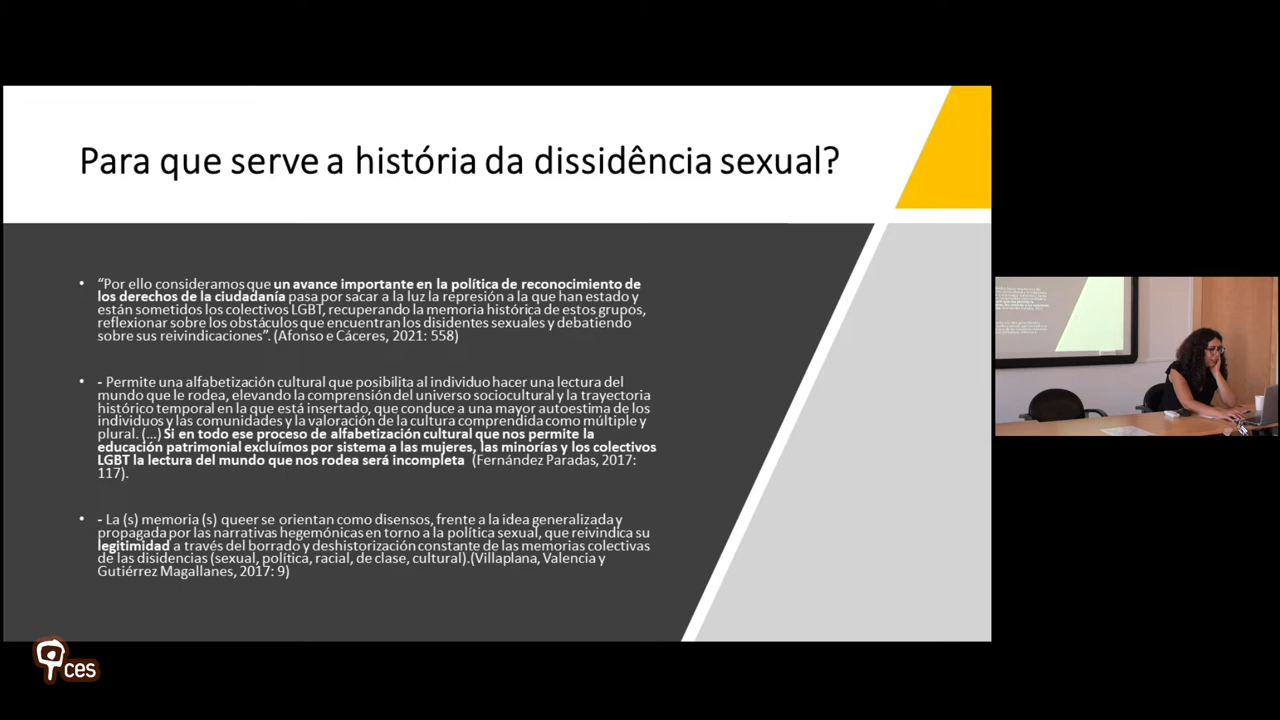 Para que serve a história da dissidência sexual?
• “Por ello consideramos que un avance importante en la política de reconocimiento de
los derechos de la ciudadanía pasa por sacar a la luz la represión a la que han estado y
están sometidos los colectivos LGBT, recuperando la memoria histórica de estos grupos,
reflexionar sobre los obstáculos que encuentran los disidentes sexuales y debatiendo
sobre sus reivindicaciones”. (Afonso e Cáceres, 2021: 558)
• - Permite una alfabetización cultural que posibilita al individuo hacer una lectura del
mundo que le rodea, elevando la comprensión del universo sociocultural y la trayectoria
histórico temporal en la que está insertado, que conduce a una mayor autoestima de los
individuos y las comunidades y la valoración de la cultura comprendida como múltiple y
plural. (...) Si en todo ese proceso de alfabetización cultural que nos permite la
educación patrimonial excluímos por sistema a las mujeres, las minorías y los colectivos
LGBT la lectura del mundo que nos rodea será incompleta (Fernández Paradas, 2017:
117).
• - La (s) memoria (s) queer se orientan como disensos, frente a la idea generalizada y
propagada por las narrativas hegemónicas en torno a la política sexual, que reivindica su
legitimidad a través del borrado y deshistorización constante de las memorias colectivas
de las disidencias (sexual, política, racial, de clase, cultural).(Villaplana, Valencia y
Gutiérrez Magallanes, 2017: 9)
ces